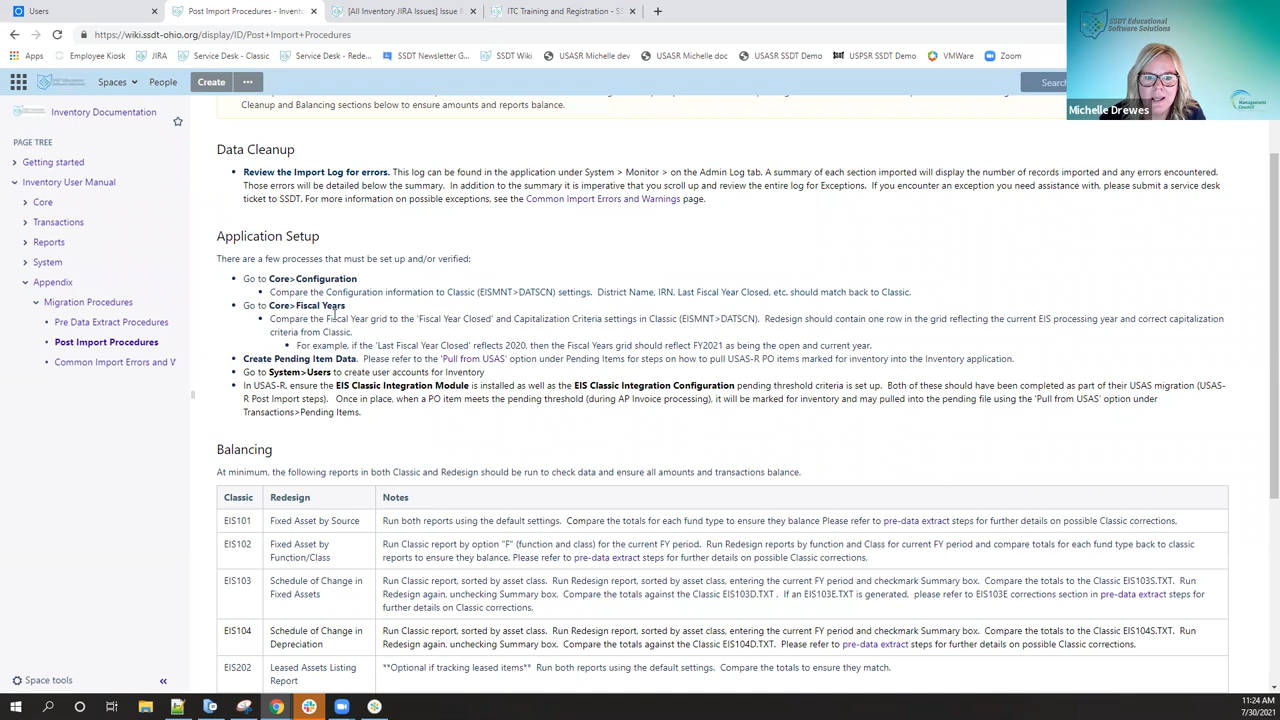 Users
Post Import Procedures - Invento
[All Inventory JIRA Issues] Issue N
ITC Training and Registration - SS
https://wiki.ssdt-ohio.org/display/ID/Post+Import+Procedures
Apps
Employee Kiosk
JIRA
Service Desk - Classic
Service Desk - Rede...
SSDT Newsletter G...
SSDT Wiki
USASR Michelle doc
USPSR Michelle doc
USASR SSDT Demo
USPSR SSDT Demo
VMWare
Zoom
SSDT Educational
Software Solutions
Management
Council
Michelle Drewes
Spaces
People
Create
Search
Inventory Documentation
PAGE TREE
Getting started
Inventory User Manual
Core
Transactions
Reports
System
Appendix
Migration Procedures
Pre Data Extract Procedures
Post Import Procedures
Common Import Errors and V
Space tools
Cleanup and Balancing sections below to ensure amounts and reports balance.
Data Cleanup
Review the Import Log for errors. This log can be found in the application under System > Monitor > on the Admin Log tab. A summary of each section imported will display the number of records imported and any errors encountered.
Those errors will be detailed below the summary. In addition to the summary it is imperative that you scroll up and review the entire log for Exceptions. If you encounter an exception you need assistance with, please submit a service desk
ticket to SSDT. For more information on possible exceptions, see the Common Import Errors and Warnings page.
Application Setup
There are a few processes that must be set up and/or verified:
Go to Core>Configuration
Compare the Configuration information to Classic (EISMNT>DATSCN) settings. District Name, IRN, Last Fiscal Year Closed, etc. should match back to Classic.
Go to Core>Fiscal Years
Compare the Fiscal Year grid to the 'Fiscal Year Closed' and Capitalization Criteria settings in Classic (EISMNT>DATSCN). Redesign should contain one row in the grid reflecting the current EIS processing year and correct capitalization
criteria from Classic.
For example, if the 'Last Fiscal Year Closed' reflects 2020, then the Fiscal Years grid should reflect FY2021 as being the open and current year.
Create Pending Item Data. Please refer to the 'Pull from USAS' option under Pending Items for steps on how to pull USAS-R PO items marked for inventory into the Inventory application.
Go to System>Users to create user accounts for Inventory
In USAS-R, ensure the EIS Classic Integration Module is installed as well as the EIS Classic Integration Configuration pending threshold criteria is set up. Both of these should have been completed as part of their USAS migration (USAS-
R Post Import steps). Once in place, when a PO item meets the pending threshold (during AP Invoice processing), it will be marked for inventory and may pulled into the pending file using the 'Pull from USAS' option under
Transactions>Pending Items.
Balancing
At minimum, the following reports in both Classic and Redesign should be run to check data and ensure all amounts and transactions balance.
Classic Redesign Notes
EIS101 Fixed Asset by Source Run both reports using the default settings. Compare the totals for each fund type to ensure they balance Please refer to pre-data extract steps for further details on possible Classic corrections,
EIS102 Fixed Asset by Run Classic report by option "F" (function and class) for the current FY period. Run Redesign reports by function and Class for current FY period and compare totals for each fund type back to classic
Function/Class reports to ensure they balance. Please refer to pre-data extract steps for further details on possible Classic corrections,
EIS103 Schedule of Change in Run Classic report, sorted by asset class. Run Redesign report, sorted by asset class, entering the current FY period and checkmark Summary box. Compare the totals to the Classic EIS103S.TXT. Run
Fixed Assets Redesign again, unchecking Summary box. Compare the totals against the Classic EIS103D.TXT . If an EIS103E.TXT is generated, please refer to EIS103E corrections section in pre-data extract steps for
further details on Classic corrections,
EIS104 Schedule of Change in Run Classic report, sorted by asset class. Run Redesign report, sorted by asset class, entering the current FY period and checkmark Summary box. Compare the totals to the Classic EIS104S.TXT. Run
Depreciation Redesign again, unchecking Summary box. Compare the totals against the Classic EIS104D.TXT. Please refer to pre-data extract steps for further details on possible Classic corrections,
EIS202 Leased Assets Listing **Optional if tracking leased items** Run both reports using the default settings. Compare the totals to ensure they match.
Report
11:24 AM
7/30/2021